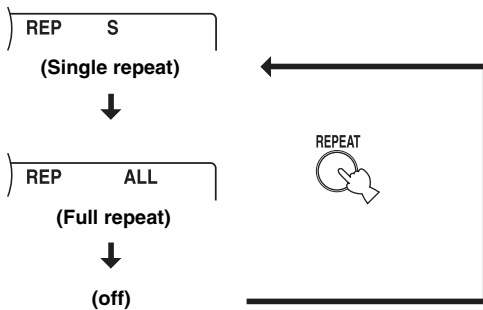 REP S
(Single repeat)
REPEAT
REP ALL
(Full repeat)
(off)